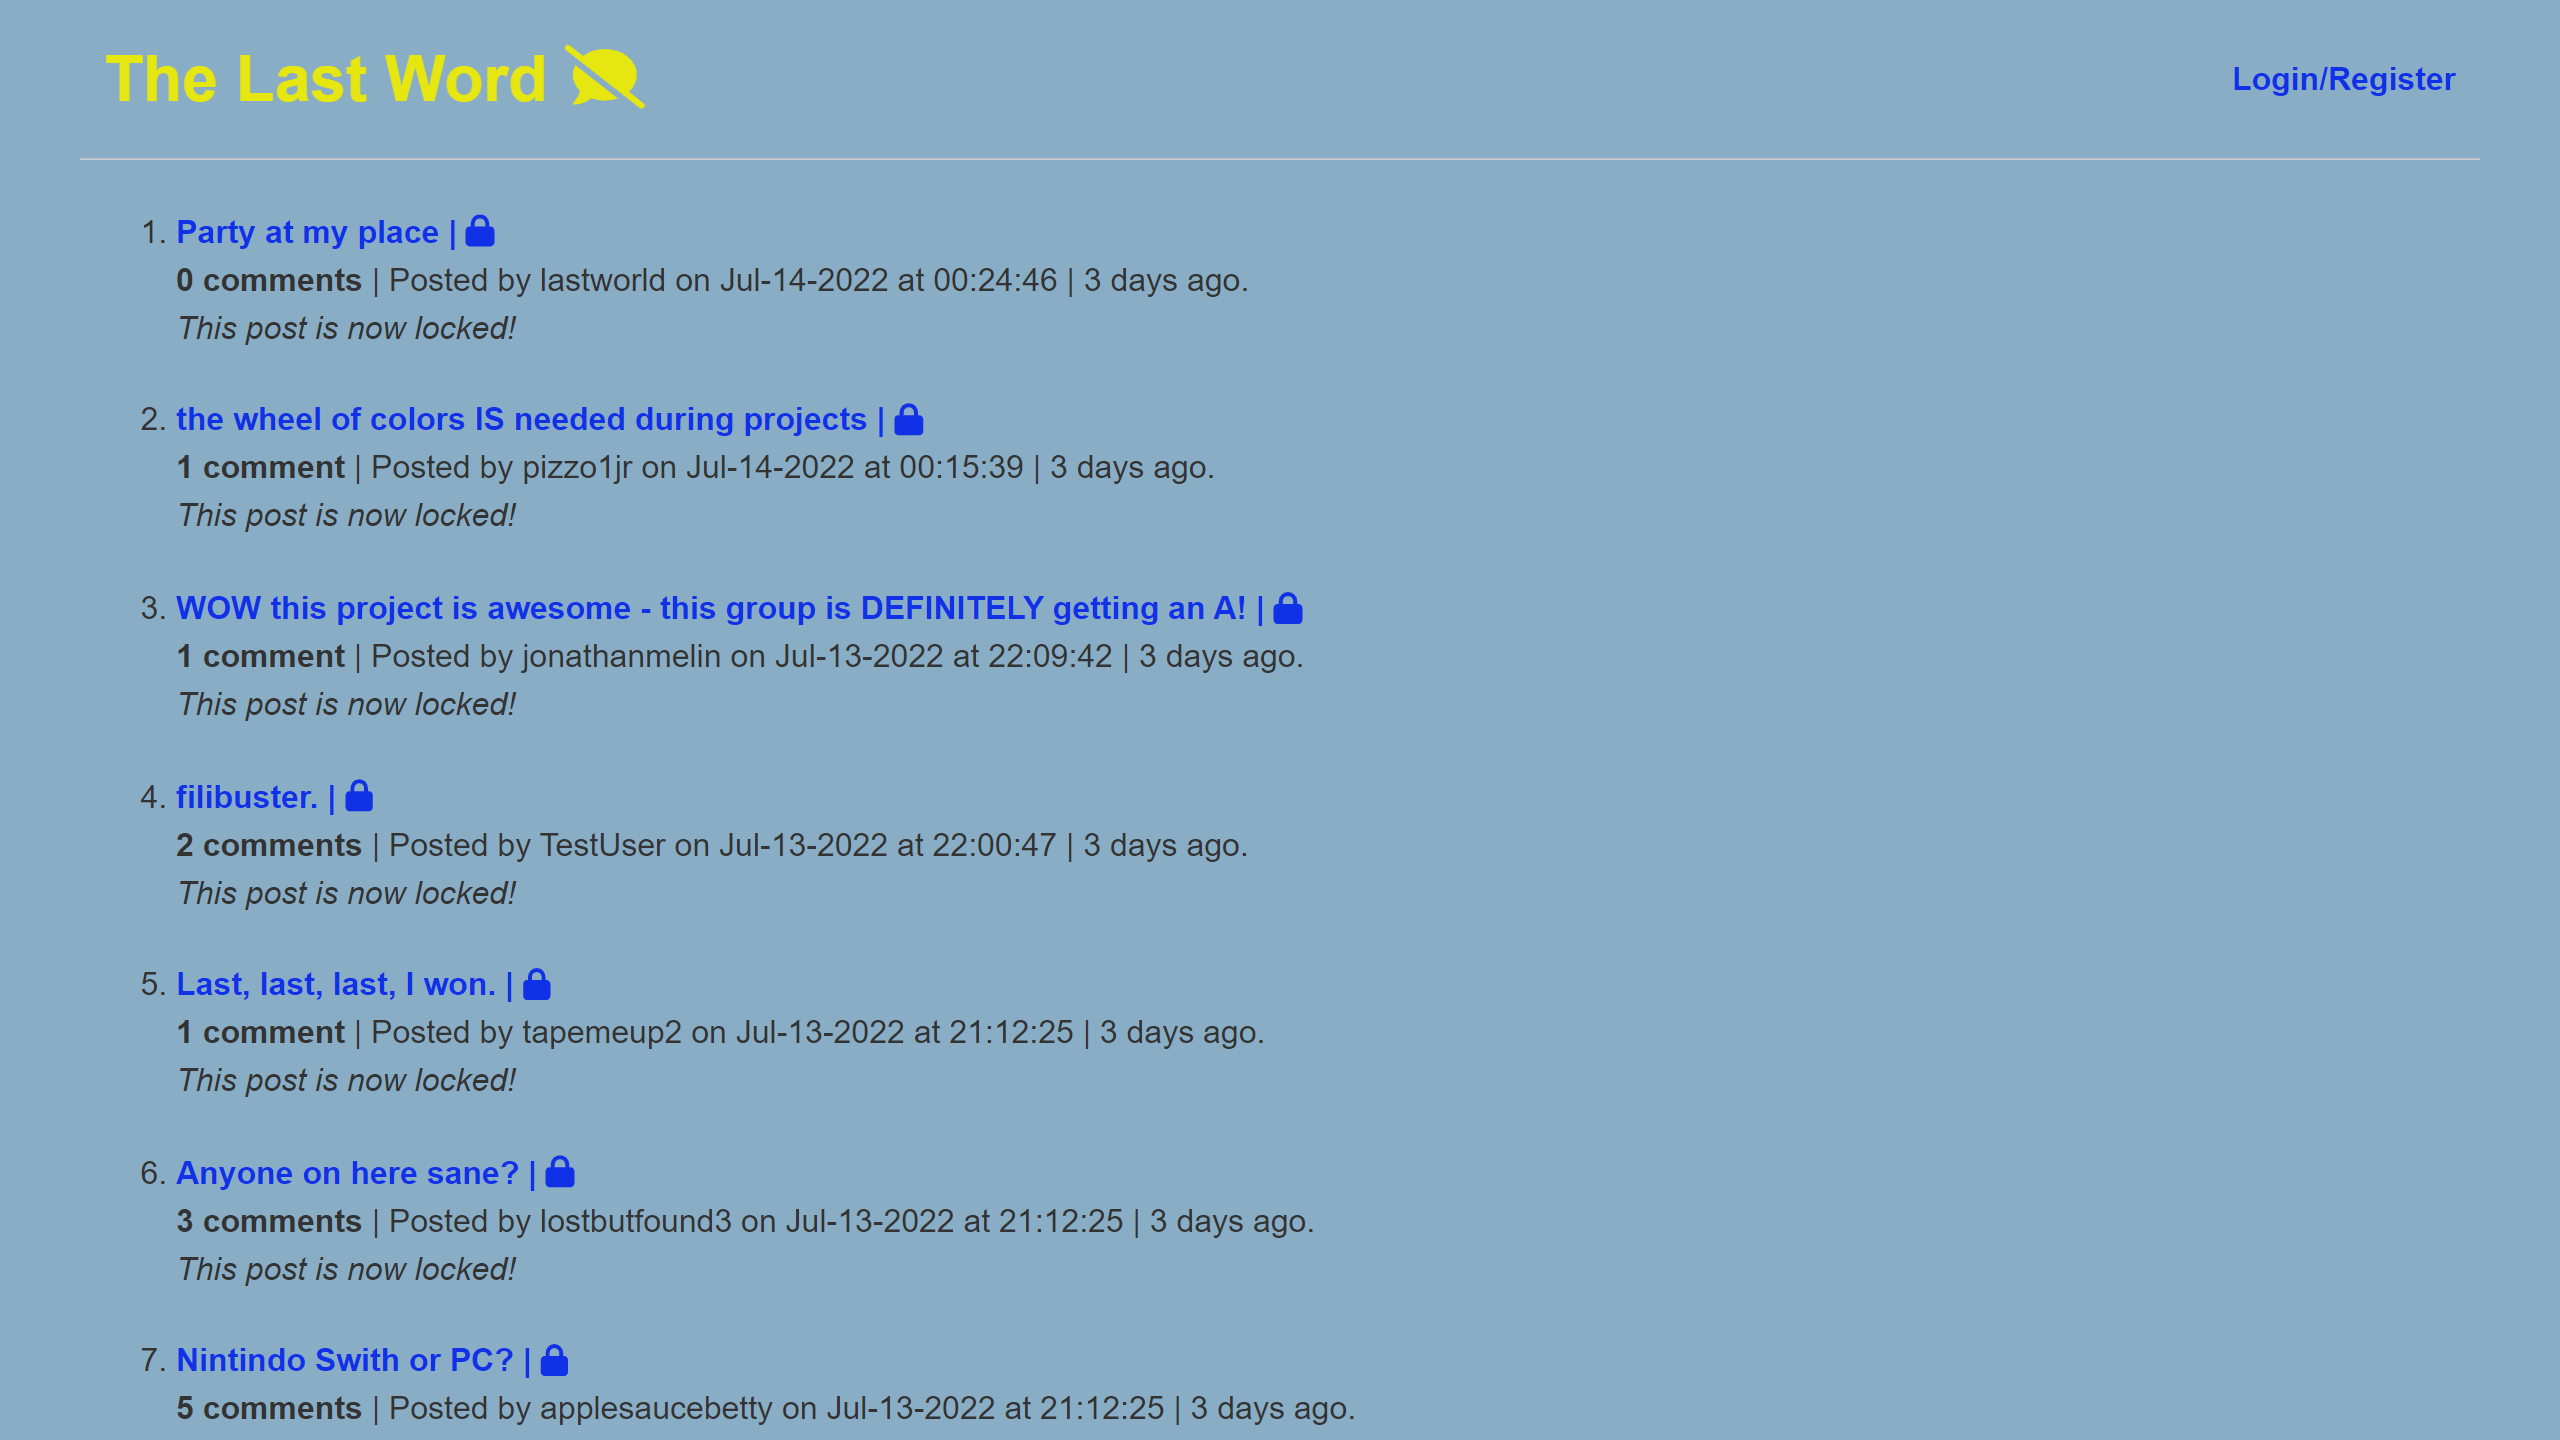 The Last Word
Login/Register
1. Party at my place |
0 comments | Posted by lastworld on Jul-14-2022 at 00:24:46 | 3 days ago.
This post is now locked!
2. the wheel of colors IS needed during projects |
1 comment | Posted by pizzo1jr on Jul-14-2022 at 00:15:39 | 3 days ago.
This post is now locked!
3. WOW this project is awesome - this group is DEFINITELY getting an A! |
1 comment | Posted by jonathanmelin on Jul-13-2022 at 22:09:42 | 3 days ago.
This post is now locked!
4. filibuster. |
2 comments | Posted by TestUser on Jul-13-2022 at 22:00:47 | 3 days ago.
This post is now locked!
5. Last, last, last, I won. |
1 comment | Posted by tapemeup2 on Jul-13-2022 at 21:12:25 | 3 days ago.
This post is now locked!
6. Anyone on here sane? |
3 comments | Posted by lostbutfound3 on Jul-13-2022 at 21:12:25 | 3 days ago.
This post is now locked!
7. Nintindo Swith or PC? |
5 comments | Posted by applesaucebetty on Jul-13-2022 at 21:12:25 | 3 days ago.